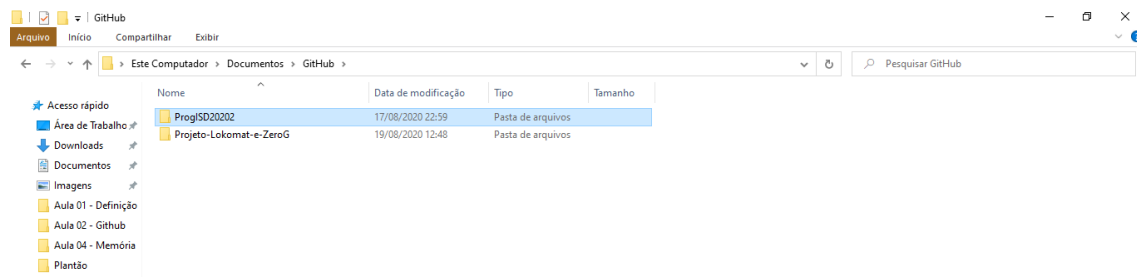 GitHub
Arquivo Início Compartilhar Exibir
Este Computador > Documentos > GitHub >
Pesquisar GitHub
Nome Data de modificação Tipo Tamanho
Acesso rápido
Área de Trabalho
ProgISD20202 17/08/2020 22:59 Pasta de arquivos
Projeto-Lokomat-e-ZeroG 19/08/2020 12:48 Pasta de arquivos
Downloads
Documentos
Imagens
Aula 01 - Definição
Aula 02 - Github
Aula 04 - Memória
Plantão